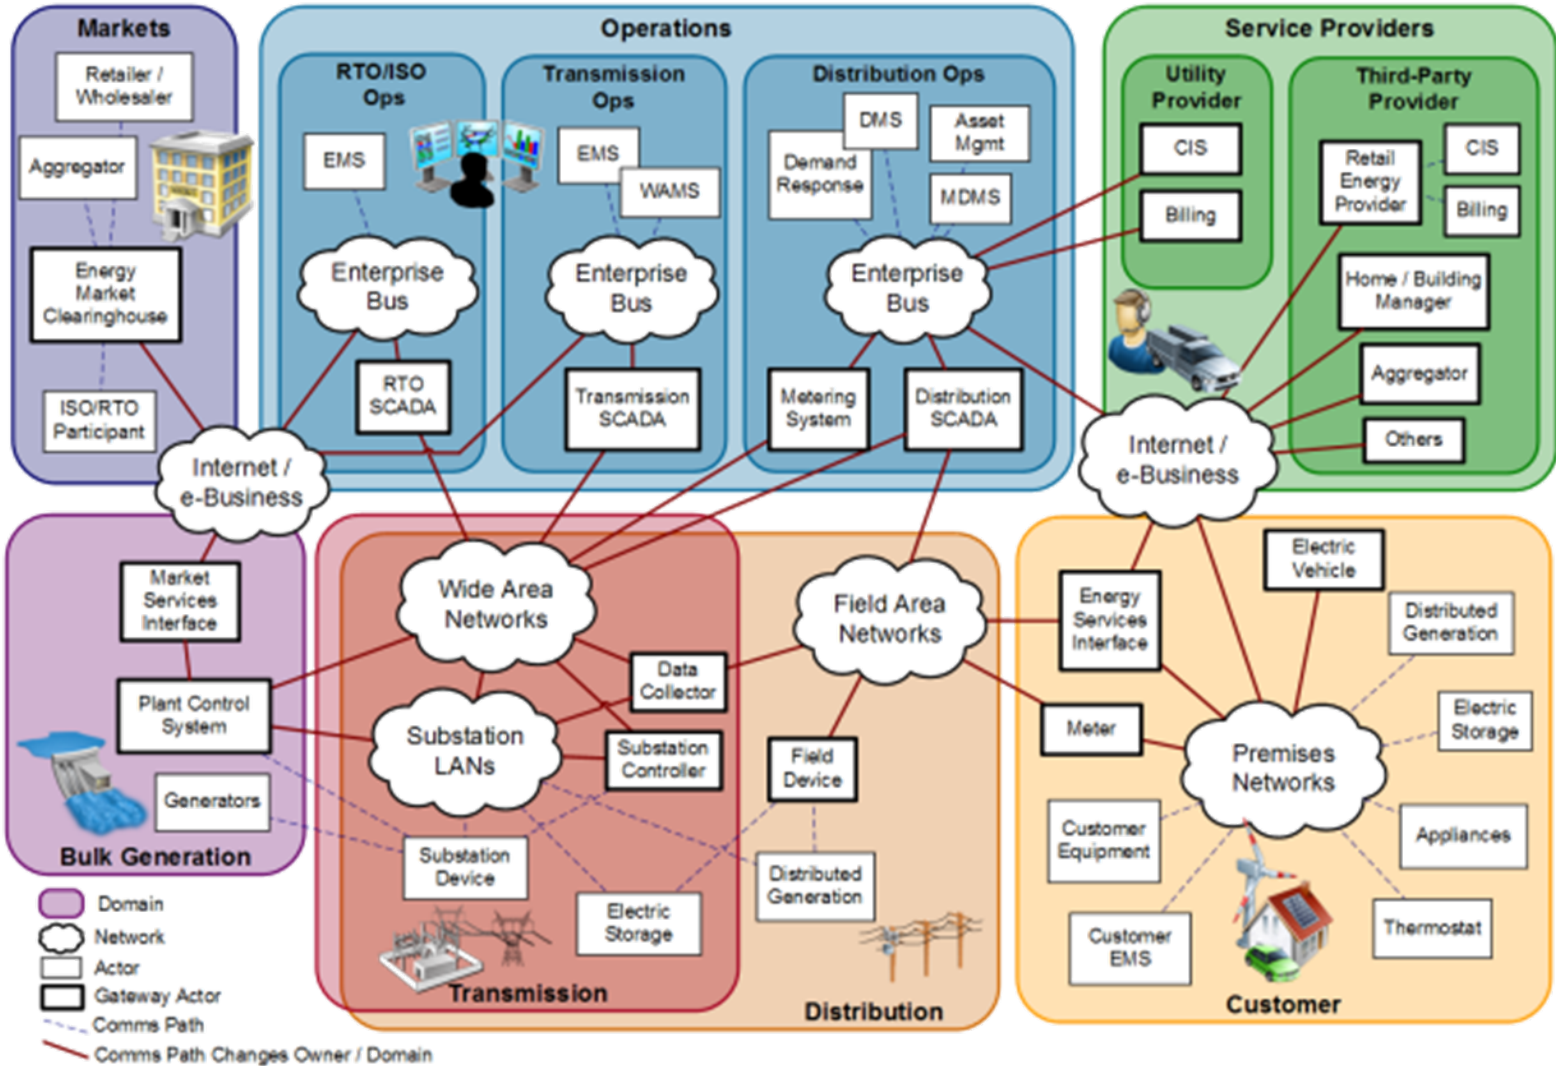 Markets
Retailer /
Wholesaler
Aggregator
Energy
Market
Clearinghouse
ISO/RTO
Participant
Internet /
e-Business
Operations
RTO/ISO
Ops
EMS
Enterprise
Bus
RTO
SCADA
Transmission
Ops
EMS
WAMS
Enterprise
Bus
Transmission
SCADA
Distribution Ops
DMS
Demand
Response
Asset
Mgmt
MDMS
Enterprise
Bus
Metering
System
Distribution
SCADA
Service Providers
Utility
Provider
CIS
Billing
Third-Party
Provider
Retail
Energy
Provider
CIS
Billing
Home / Building
Manager
Aggregator
Others
Internet /
e-Business
Market
Services
Interface
Plant Control
System
Generators
Bulk Generation
Wide Area
Networks
Substation
LANs
Data
Collector
Substation
Controller
Substation
Device
Electric
Storage
Transmission
Field Area
Networks
Field
Device
Distributed
Generation
Distribution
Energy
Services
Interface
Meter
Electric
Vehicle
Distributed
Generation
Electric
Storage
Premises
Networks
Customer
Equipment
Customer
EMS
Appliances
Thermostat
Customer
Domain
Network
Actor
Gateway Actor
Comms Path
Comms Path Changes Owner / Domain